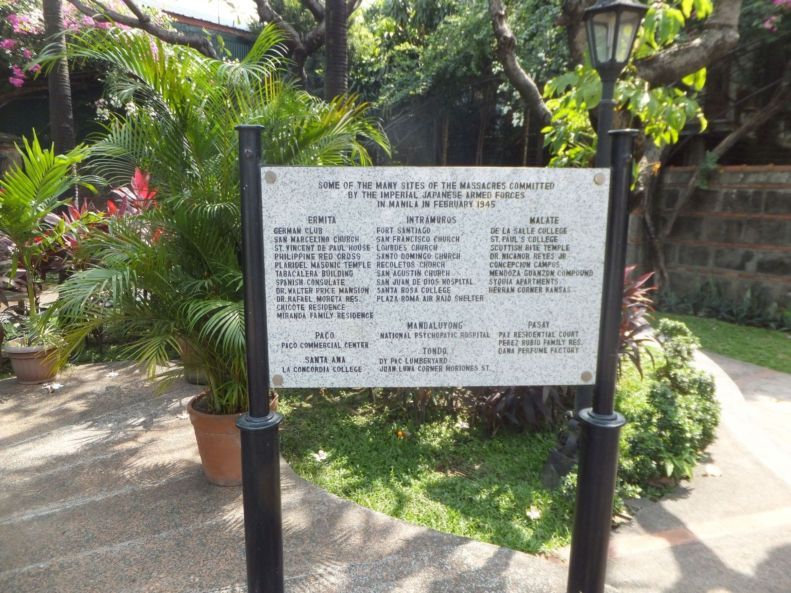 SOME OF THE MANY SITES OF THE MASSACRES COMMITTED
BY THE IMPERIAL JAPANESE ARMED FORCES
IN MANILA IN FEBRUARY 1945
ERMITA
GERMAN CLUB
SAN MARCELINO CHURCH
ST. VINCENT DE PAUL HOUSE
PHILIPPINE RED CROSS
PLARIDEL MASONIC TEMPLE
TABACALERA BUILDING
SPANISH CONSULATE
DR. WALTER PRICE MANSION
DR. RAFAEL MORETA RES.
CHICOTE RESIDENCE
MIRANDA FAMILY RESIDENCE
INTRAMUROS
FORT SANTIAGO
SAN FRANCISCO CHURCH
LOURDES CHURCH
SANTO DOMINGO CHURCH
RECOLETOS CHURCH
SAN AGUSTIN CHURCH
SAN JUAN DE DIOS HOSPITAL
SANTA ROSA COLLEGE
PLAZA ROMA AIR RAID SHELTER
MALATE
DE LA SALLE COLLEGE
ST. PAUL'S COLLEGE
SCOTTISH RITE TEMPLE
DR. NICANOR REYES JR
CONCEPCION CAMPOS
MENDOZA GUANZON COMPOUND
SYQUIA APARTMENTS
HERRAN CORNER KANSAS
PACO
PACO COMMERCIAL CENTER
SANTA ANA
LA CONCORDIA COLLEGE
MANDALUYONG
NATIONAL PSYCHOPATHIC HOSPITAL
TONDO
DY PAC LUMBERYARD
JUAN LUNA CORNER MORIONES ST.
PASAY
PAX RESIDENTIAL COURT
PEREZ RUBIO FAMILY RES.
DANA PERFUME FACTORY